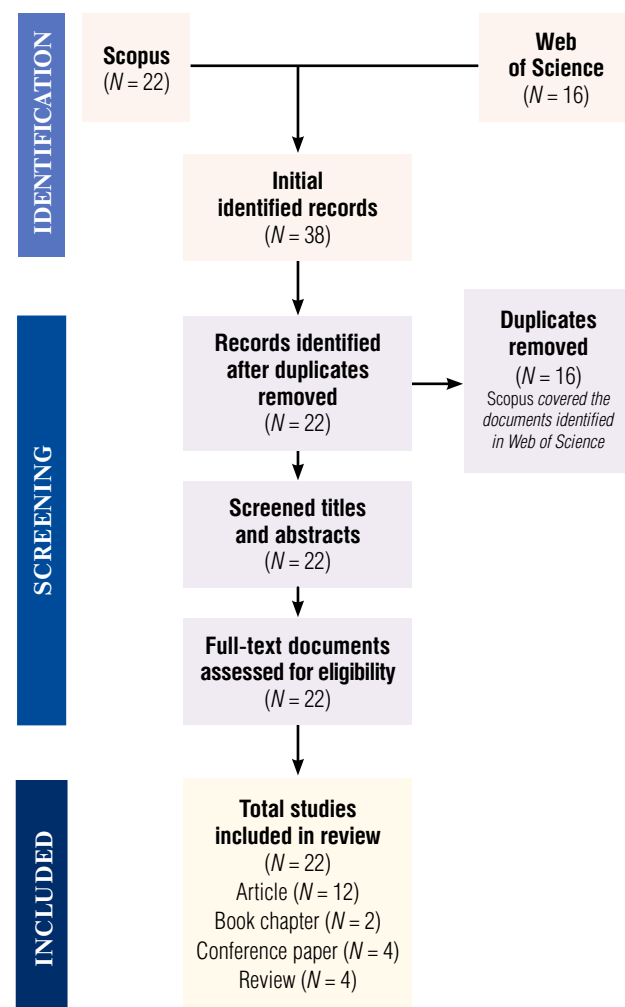 IDENTIFICATION
Scopus
(N = 22)
Web
of Science
(N = 16)
Initial
identified records
(N = 38)
SCREENING
Records identified
after duplicates
removed
(N = 22)
Duplicates
removed
(N = 16)
Scopus covered the
documents identified
in Web of Science
Screened titles
and abstracts
(N = 22)
Full-text documents
assessed for eligibility
(N = 22)
INCLUDED
Total studies
included in review
(N = 22)
Article (N = 12)
Book chapter (N = 2)
Conference paper (N = 4)
Review (N = 4)